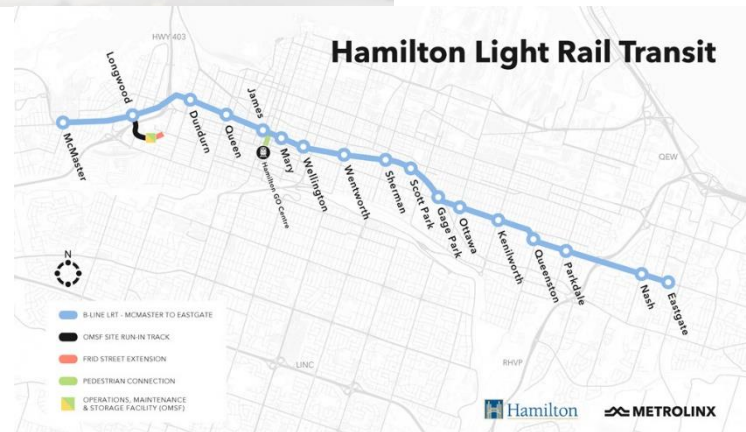 Hamilton Light Rail Transit
HWY 403
Longwood
McMaster
Dundurn
Queen
James
Hamilton GO Centre
Mary
Wellington
Wentworth
Sherman
Scott Park
Gage Park
Ottawa
Kenilworth
Queenston
Parkdale
Nash
Eastgate
QEW
N
B-LINE LRT - MCMASTER TO EASTGATE
OMSF SITE RUN-IN TRACK
FRID STREET EXTENSION
PEDESTRIAN CONNECTION
OPERATIONS, MAINTENANCE
& STORAGE FACILITY (OMSF)
LINC
RHVP
Hamilton
METROLINX